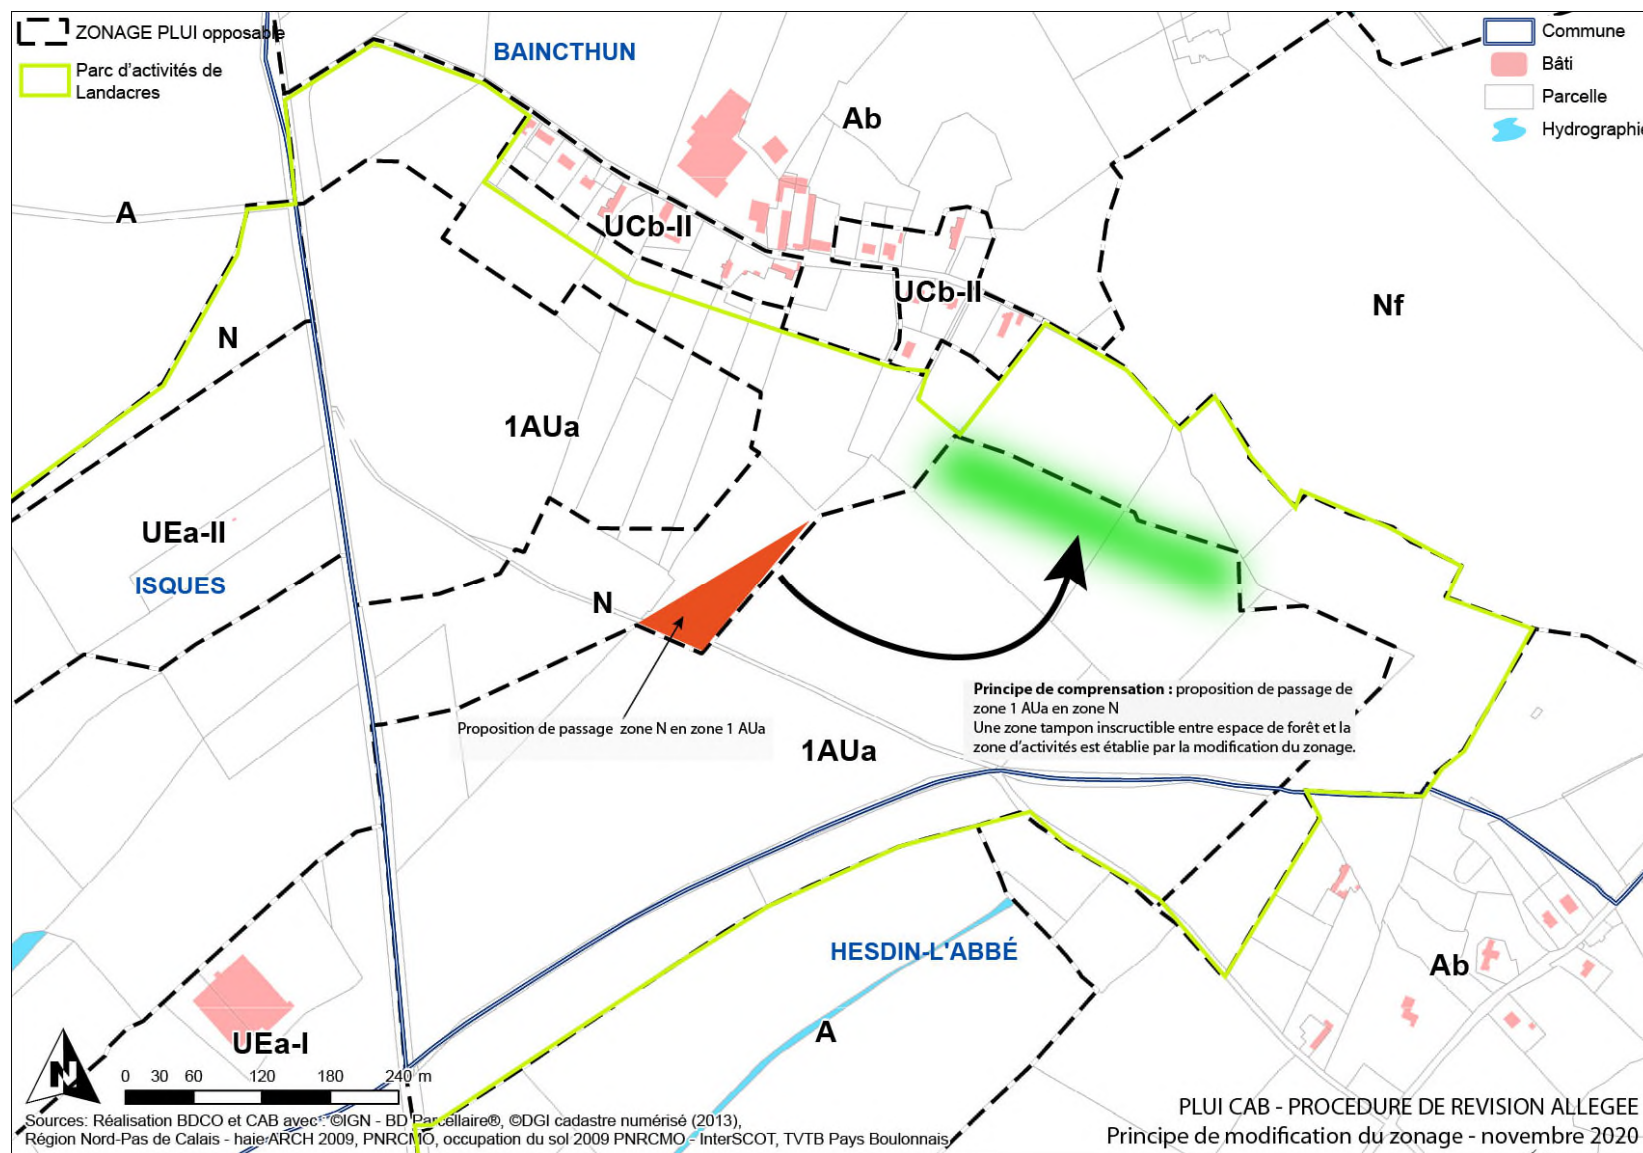 ZONAGE PLUI opposable
Parc d'activités de
Landacres
BAINCTHUN
Commune
Bâti
Parcelle
Hydrographie
Ab
A
UCb-II
UCb-II
Nf
N
1AUa
UEa-II
ISQUES
N
Proposition de passage zone N en zone 1 AUa
Principe de comprensation : proposition de passage de
zone 1 AUa en zone N
Une zone tampon inscructible entre espace de forêt et la
zone d'activités est établie par la modification du zonage.
1AUa
HESDIN-L'ABBÉ
Ab
A
UEa-I
N
0 30 60 120 180 240 m
Sources: Réalisation BDCO et CAB avec : ©IGN - BD Parcellaire®, ©DGI cadastre numérisé (2013),
Région Nord-Pas de Calais - haie ARCH 2009, PNRCMO, occupation du sol 2009 PNRCMO - InterSCOT, TVTB Pays Boulonnais
PLUI CAB - PROCEDURE DE REVISION ALLEGEE
Principe de modification du zonage - novembre 2020